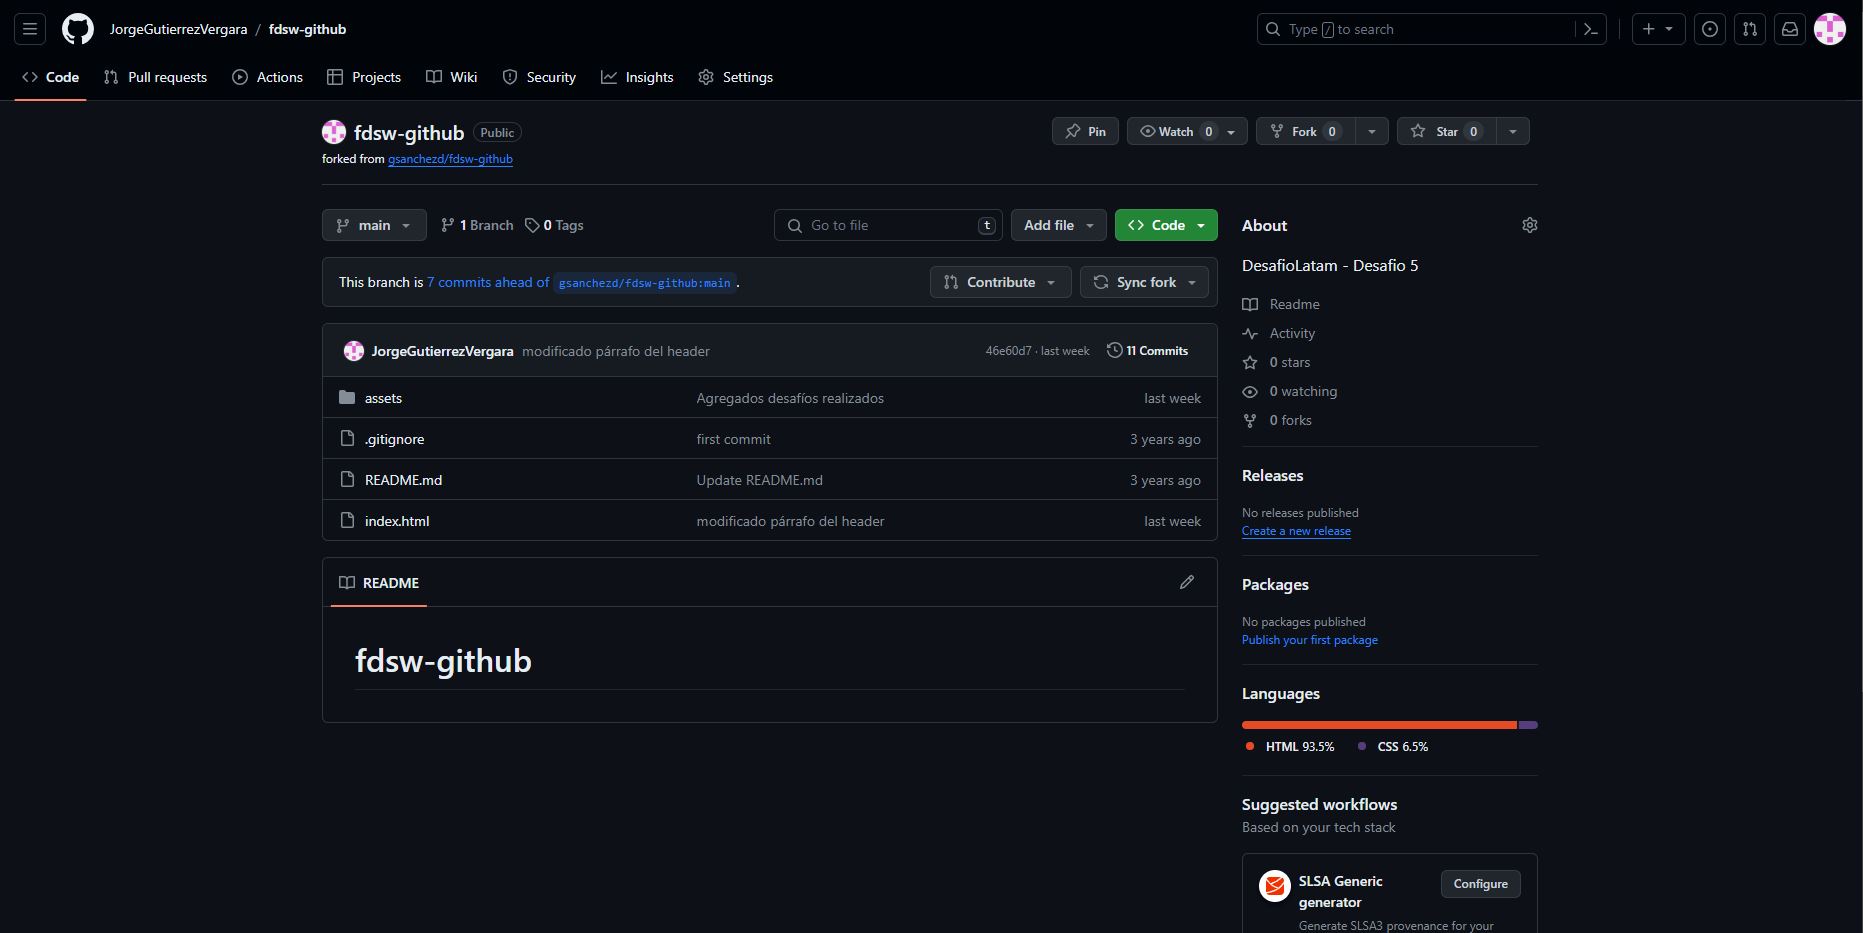 JorgeGutierrezVergara / fdsw-github
Type / to search
Code Pull requests Actions Projects Wiki Security Insights Settings
fdsw-github Public
Pin Watch 0 Fork 0 Star 0
forked from gsanchezd/fdsw-github
main 1 Branch 0 Tags Go to file t Add file Code
This branch is 7 commits ahead of gsanchezd/fdsw-github:main .
Contribute Sync fork
JorgeGutierrezVergara modificado párrafo del header 46e60d7 · last week 11 Commits
assets Agregados desafíos realizados last week
.gitignore first commit 3 years ago
README.md Update README.md 3 years ago
index.html modificado párrafo del header last week
README
fdsw-github
About
DesafioLatam - Desafio 5
Readme
Activity
0 stars
0 watching
0 forks
Releases
No releases published
Create a new release
Packages
No packages published
Publish your first package
Languages
HTML 93.5% CSS 6.5%
Suggested workflows
Based on your tech stack
SLSA Generic
generator
Configure
Generate SLSA3 provenance for your